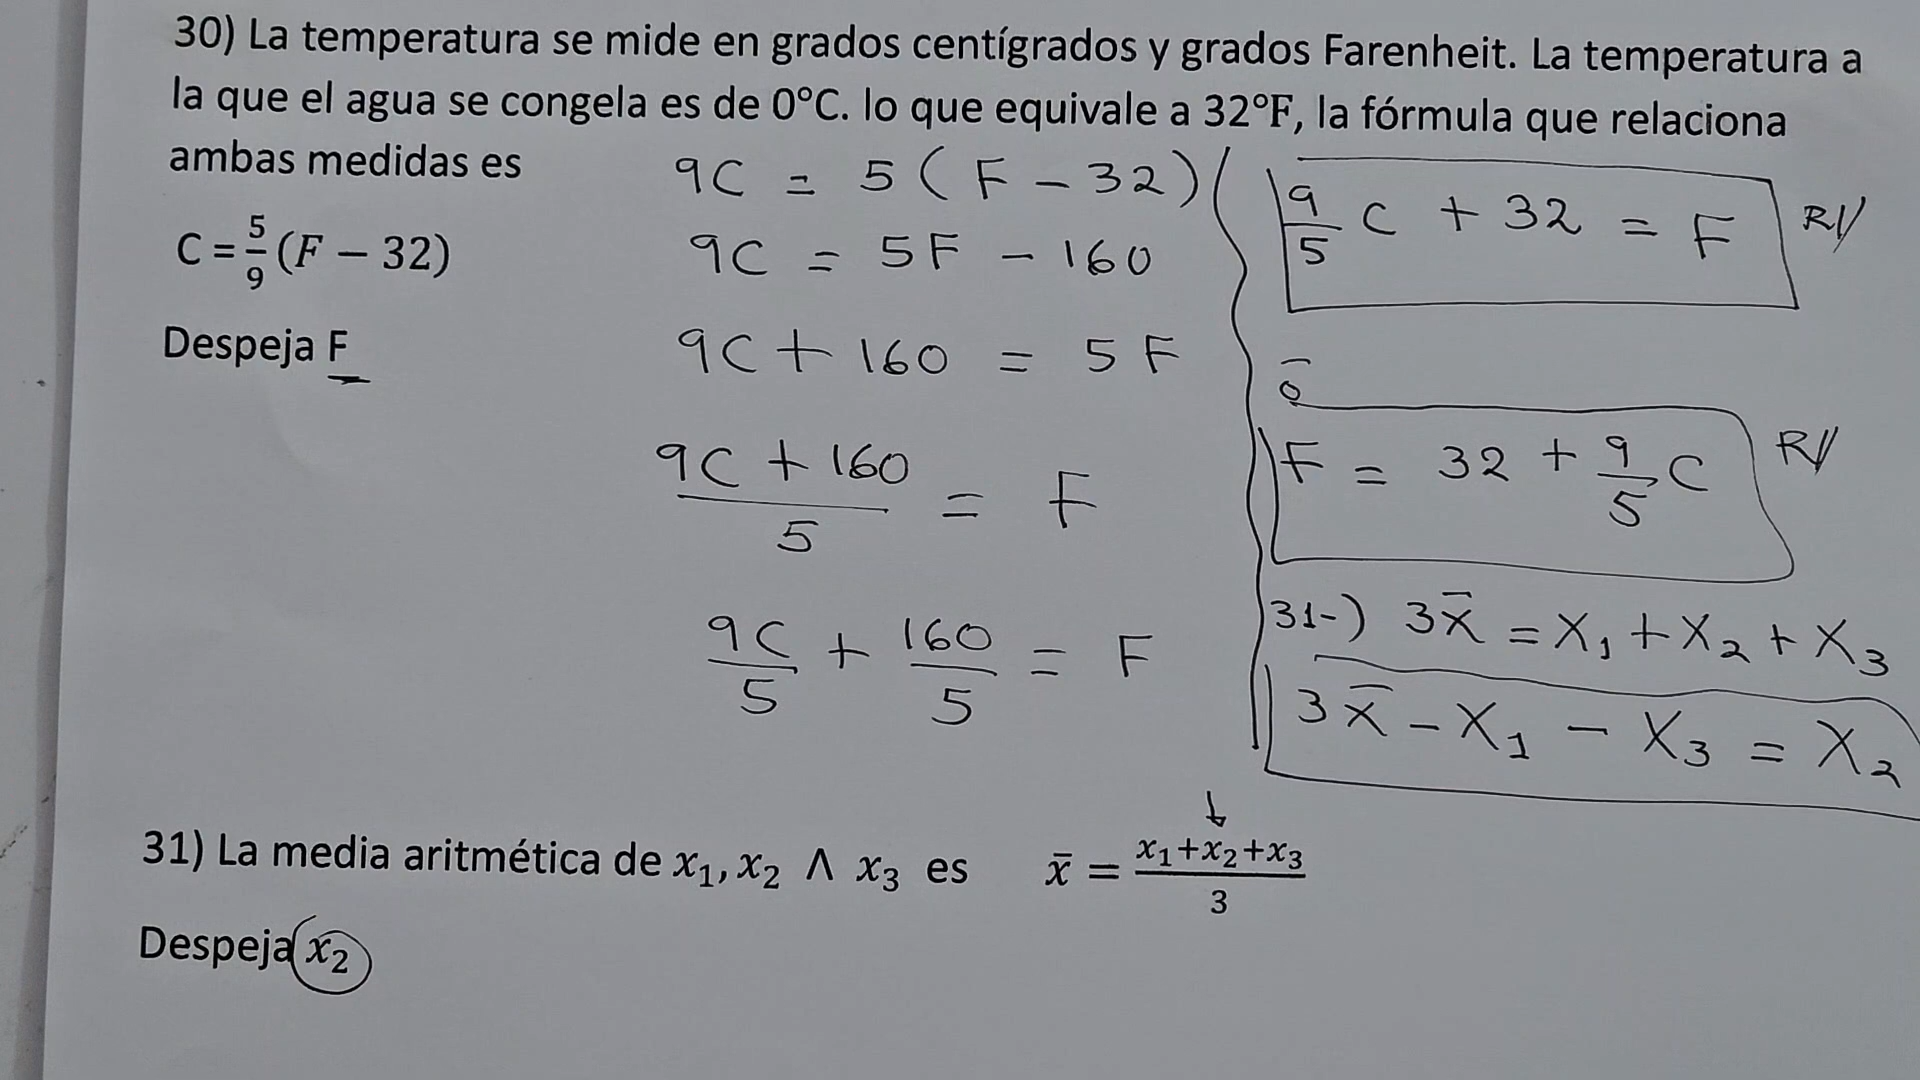 30) La temperatura se mide en grados centígrados y grados Farenheit. La temperatura a
la que el agua se congela es de 0°C. lo que equivale a 32°F, la fórmula que relaciona
ambas medidas es
C = 5/9 (F – 32)
Despeja F
9C = 5 (F – 32)
9C = 5F – 160
9C + 160 = 5F
(9C + 160)/5 = F
9C/5 + 160/5 = F
9/5 C + 32 = F R//
ō
F = 32 + 9/5 C R//
31-) 3x̄ = X₁ + X₂ + X₃
3x̄ – X₁ – X₃ = X₂
31) La media aritmética de x₁, x₂ ∧ x₃ es x̄ = (x₁+x₂+x₃)/3
Despeja x₂